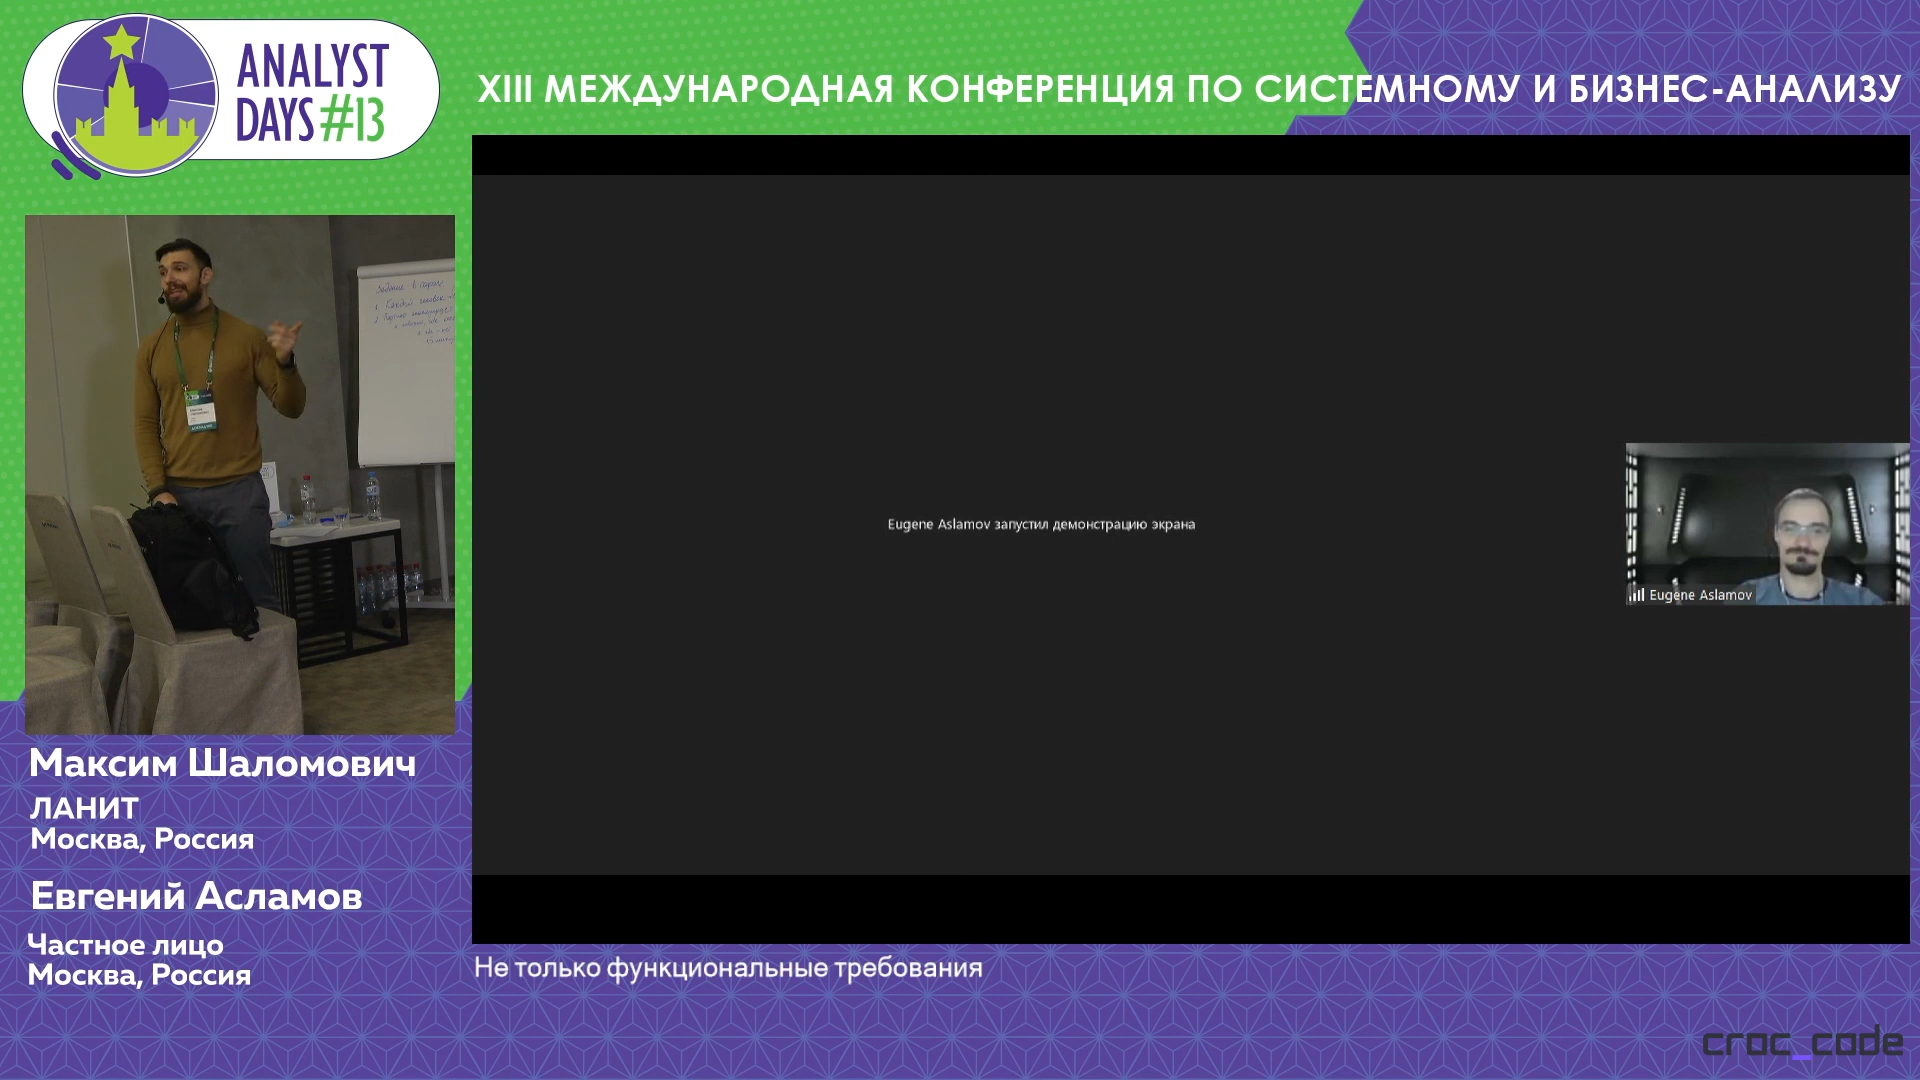 ANALYST
DAYS #13
XIII МЕЖДУНАРОДНАЯ КОНФЕРЕНЦИЯ ПО СИСТЕМНОМУ И БИЗНЕС-АНАЛИЗУ
Eugene Aslamov запустил демонстрацию экрана
Eugene Aslamov
Максим Шаломович
ЛАНИТ
Москва, Россия
Евгений Асламов
Частное лицо
Москва, Россия
Не только функциональные требования
croc_code